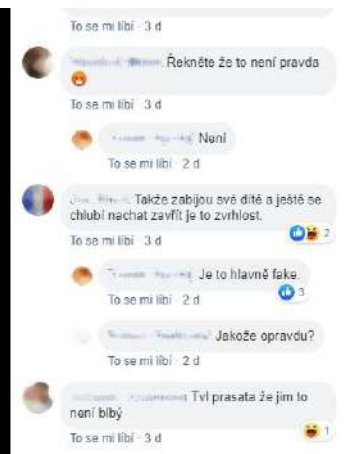 To se mi líbí · 3 d
Řekněte že to není pravda
To se mi líbí · 3 d
Není
To se mi líbí · 2 d
Takže zabíjou své dítě a ještě se
chlubí nachat zavřít je to zvrhlost.
2
To se mi líbí · 3 d
Je to hlavně fake.
3
To se mi líbí · 2 d
Jakože opravdu?
To se mi líbí · 2 d
Tvl prasata že jim to
není blbý
1
To se mi líbí · 3 d